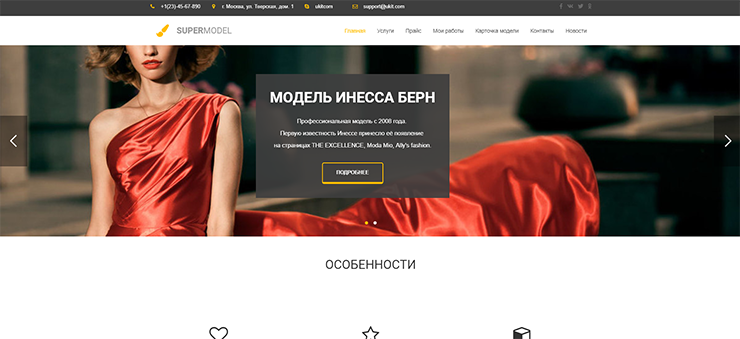 +1(23)-45-67-890 г. Москва, ул. Тверская, дом. 1 ukitcom support@ukit.com
SUPERMODEL Главная Услуги Прайс Мои работы Карточка модели Контакты Новости
МОДЕЛЬ ИНЕССА БЕРН
Профессиональная модель с 2008 года.
Первую известность Инессе принесло её появление
на страницах THE EXCELLENCE, Moda Mio, Ally's fashion.
ПОДРОБНЕЕ
ОСОБЕННОСТИ